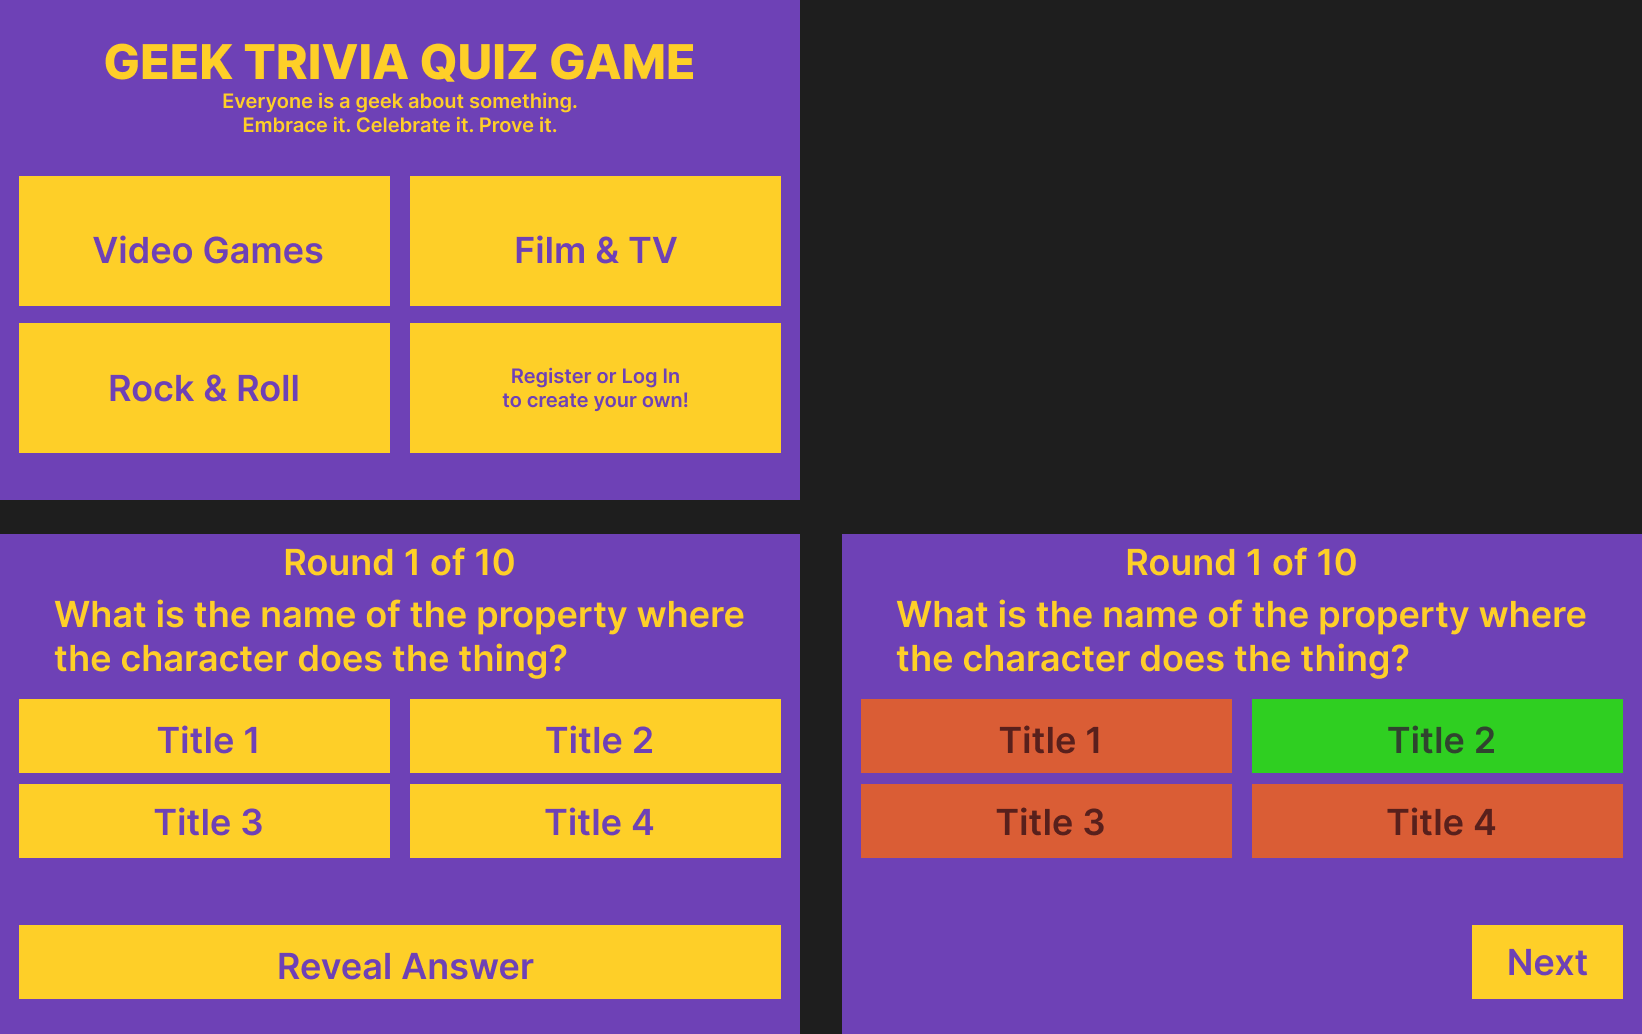 GEEK TRIVIA QUIZ GAME
Everyone is a geek about something.
Embrace it. Celebrate it. Prove it.
Video Games
Film & TV
Rock & Roll
Register or Log In
to create your own!
Round 1 of 10
What is the name of the property where
the character does the thing?
Title 1
Title 2
Title 3
Title 4
Reveal Answer
Round 1 of 10
What is the name of the property where
the character does the thing?
Title 1
Title 2
Title 3
Title 4
Next